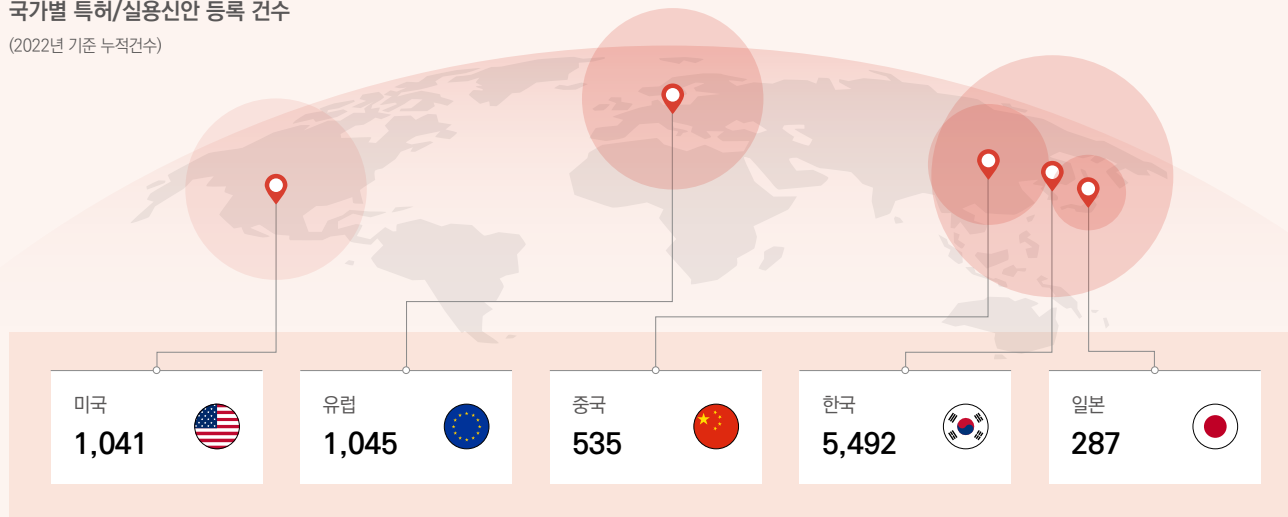 국가별 특허/실용신안 등록 건수
(2022년 기준 누적건수)
미국
1,041
유럽
1,045
중국
535
한국
5,492
일본
287